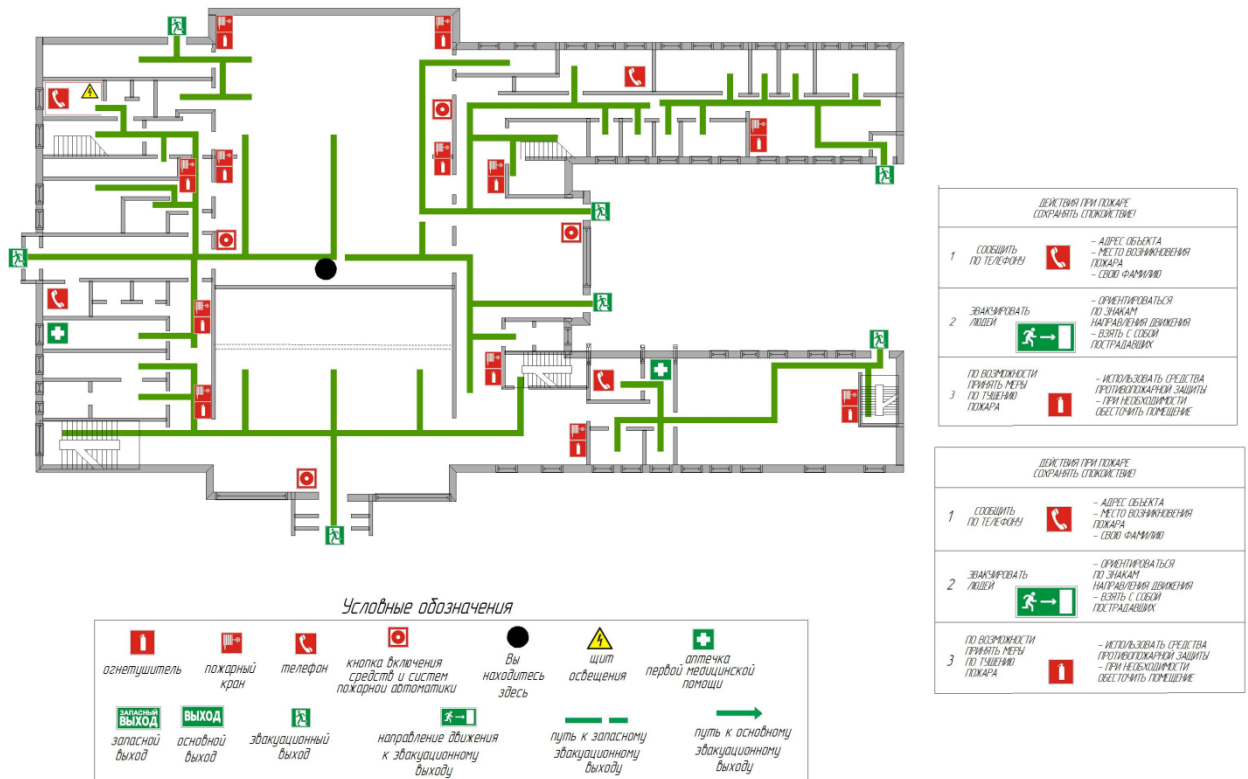 ДЕЙСТВИЯ ПРИ ПОЖАРЕ
СОХРАНЯТЬ СПОКОЙСТВИЕ!
1
СООБЩИТЬ
ПО ТЕЛЕФОНУ
- АДРЕС ОБЪЕКТА
- МЕСТО ВОЗНИКНОВЕНИЯ
ПОЖАРА
- СВОЮ ФАМИЛИЮ
2
ЭВАКУИРОВАТЬ
ЛЮДЕЙ
- ОРИЕНТИРОВАТЬСЯ
ПО ЗНАКАМ
НАПРАВЛЕНИЯ ДВИЖЕНИЯ
- ВЗЯТЬ С СОБОЙ
ПОСТРАДАВШИХ
3
ПО ВОЗМОЖНОСТИ
ПРИНЯТЬ МЕРЫ
ПО ТУШЕНИЮ
ПОЖАРА
- ИСПОЛЬЗОВАТЬ СРЕДСТВА
ПРОТИВОПОЖАРНОЙ ЗАЩИТЫ
- ПРИ НЕОБХОДИМОСТИ
ОБЕСТОЧИТЬ ПОМЕЩЕНИЕ
ДЕЙСТВИЯ ПРИ ПОЖАРЕ
СОХРАНЯТЬ СПОКОЙСТВИЕ!
1
СООБЩИТЬ
ПО ТЕЛЕФОНУ
- АДРЕС ОБЪЕКТА
- МЕСТО ВОЗНИКНОВЕНИЯ
ПОЖАРА
- СВОЮ ФАМИЛИЮ
2
ЭВАКУИРОВАТЬ
ЛЮДЕЙ
- ОРИЕНТИРОВАТЬСЯ
ПО ЗНАКАМ
НАПРАВЛЕНИЯ ДВИЖЕНИЯ
- ВЗЯТЬ С СОБОЙ
ПОСТРАДАВШИХ
3
ПО ВОЗМОЖНОСТИ
ПРИНЯТЬ МЕРЫ
ПО ТУШЕНИЮ
ПОЖАРА
- ИСПОЛЬЗОВАТЬ СРЕДСТВА
ПРОТИВОПОЖАРНОЙ ЗАЩИТЫ
- ПРИ НЕОБХОДИМОСТИ
ОБЕСТОЧИТЬ ПОМЕЩЕНИЕ
Условные обозначения
огнетушитель
пожарный
кран
телефон
кнопка включения
средств и систем
пожарной автоматики
Вы
находитесь
здесь
щит
освещения
аптечка
первой медицинской
помощи
ЗАПАСНЫЙ
ВЫХОД
запасной
выход
ВЫХОД
основной
выход
эвакуационный
выход
направление движения
к эвакуационному
выходу
путь к запасному
эвакуационному
выходу
путь к основному
эвакуационному
выходу